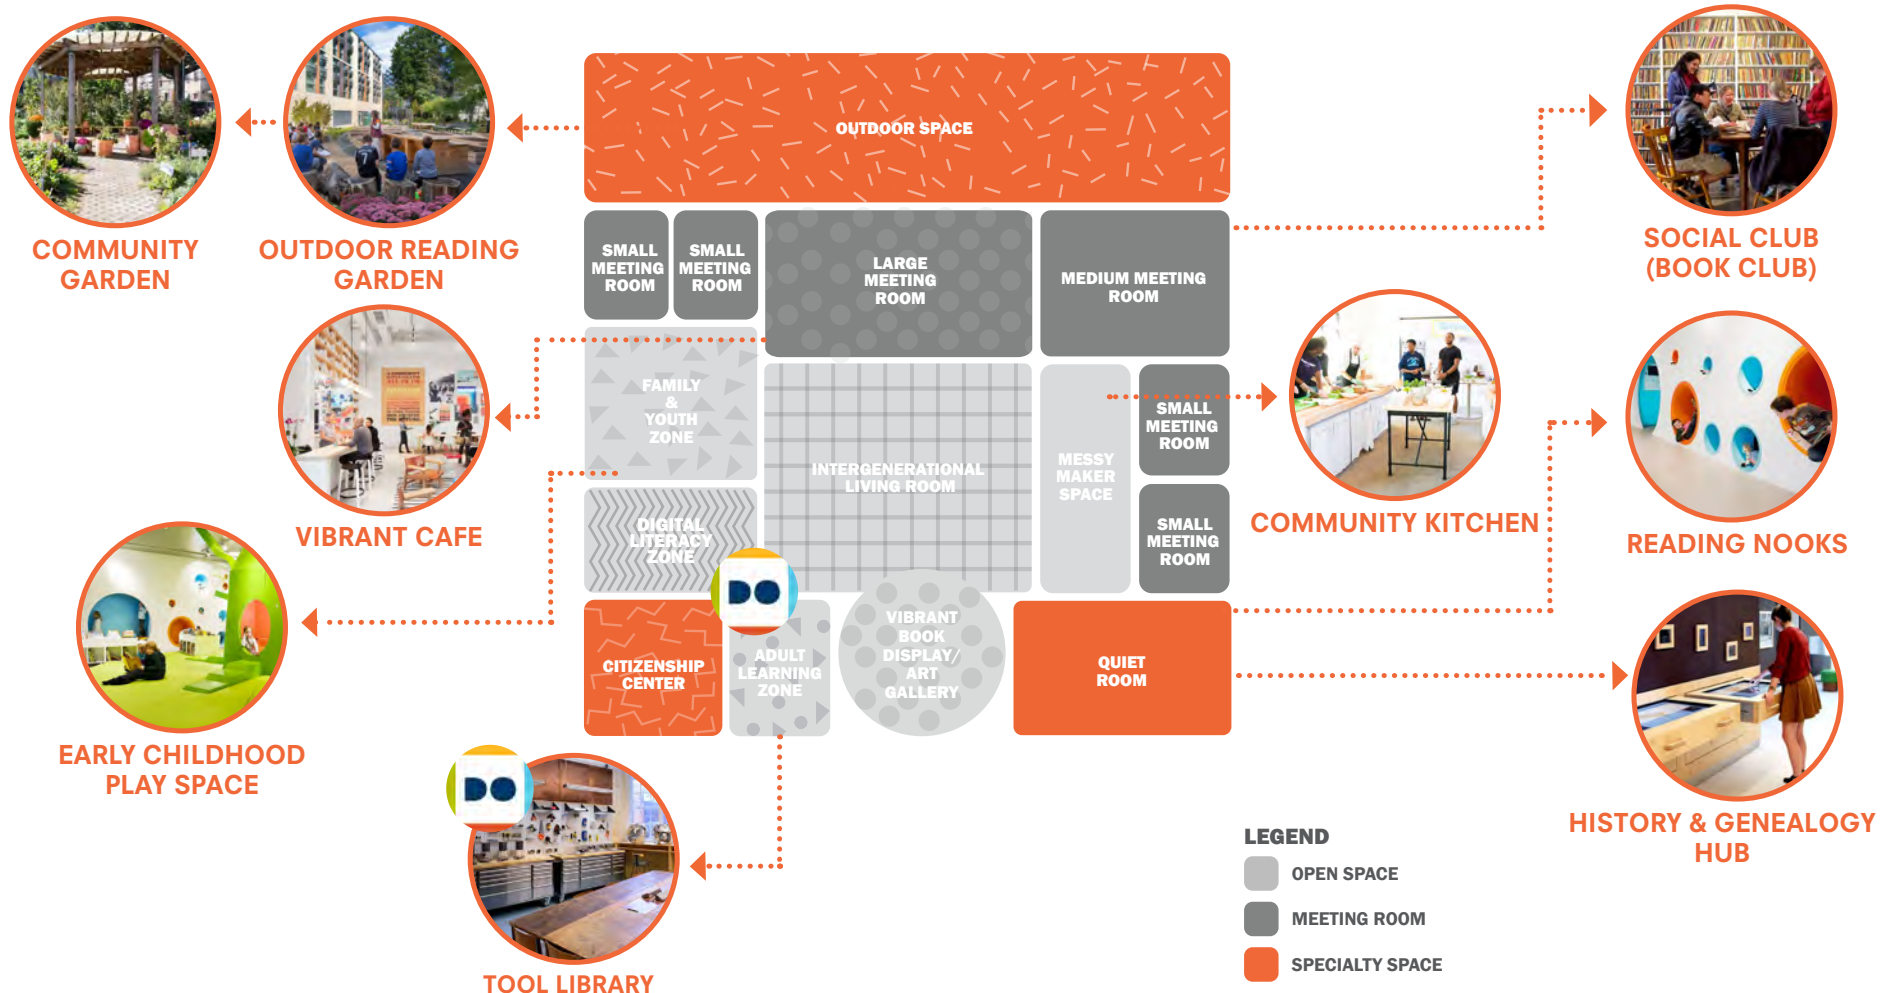 OUTDOOR SPACE
COMMUNITY
GARDEN
OUTDOOR READING
GARDEN
SOCIAL CLUB
(BOOK CLUB)
SMALL
MEETING
ROOM
SMALL
MEETING
ROOM
LARGE
MEETING
ROOM
MEDIUM MEETING
ROOM
FAMILY
&
YOUTH
ZONE
VIBRANT CAFE
INTERGENERATIONAL
LIVING ROOM
MESSY
MAKER
SPACE
SMALL
MEETING
ROOM
SMALL
MEETING
ROOM
COMMUNITY KITCHEN
READING NOOKS
DIGITAL
LITERACY
ZONE
DO
CITIZENSHIP
CENTER
ADULT
LEARNING
ZONE
VIBRANT
BOOK
DISPLAY/
ART
GALLERY
QUIET
ROOM
EARLY CHILDHOOD
PLAY SPACE
DO
TOOL LIBRARY
HISTORY & GENEALOGY
HUB
LEGEND
OPEN SPACE
MEETING ROOM
SPECIALTY SPACE